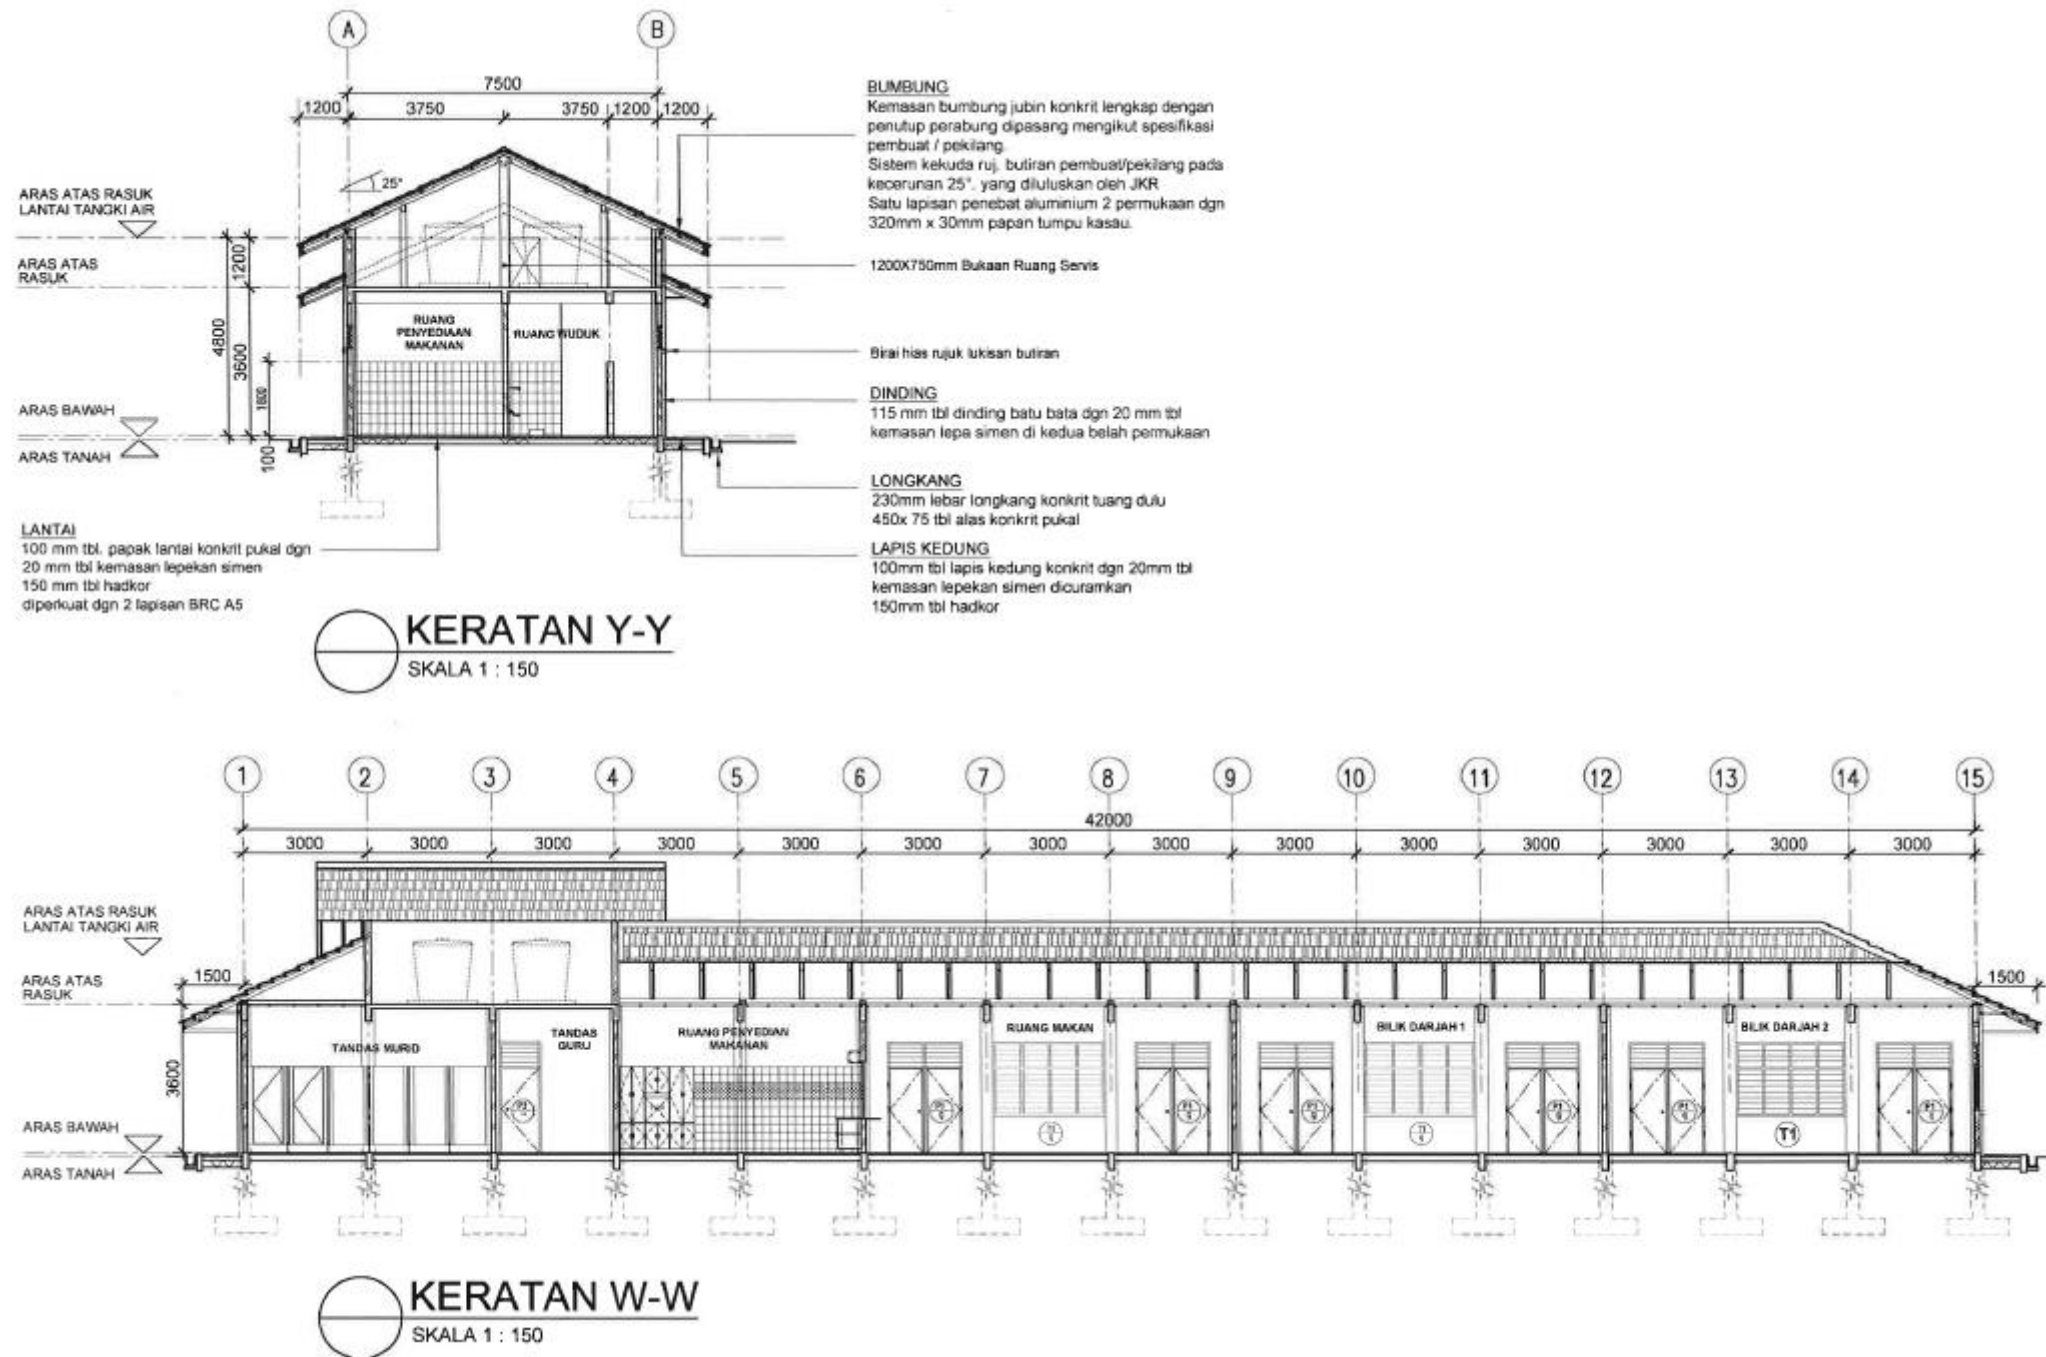 A B
7500
1200 3750 3750 1200 1200
25°
ARAS ATAS RASUK
LANTAI TANGKI AIR
ARAS ATAS
RASUK
1200
4800
3600
1800
100
RUANG
PENYEDIAAN
MAKANAN
RUANG WUDUK
ARAS BAWAH
ARAS TANAH
BUMBUNG
Kemasan bumbung jubin konkrit lengkap dengan
penutup perabung dipasang mengikut spesifikasi
pembuat / pekilang.
Sistem kekuda ruj. butiran pembuat/pekilang pada
kecerunan 25°. yang diluluskan oleh JKR
Satu lapisan penebat aluminium 2 permukaan dgn
320mm x 30mm papan tumpu kasau.
1200X750mm Bukaan Ruang Servis
Birai hias rujuk lukisan butiran
DINDING
115 mm tbl dinding batu bata dgn 20 mm tbl
kemasan lepa simen di kedua belah permukaan
LONGKANG
230mm lebar longkang konkrit tuang dulu
450x 75 tbl alas konkrit pukal
LAPIS KEDUNG
100mm tbl lapis kedung konkrit dgn 20mm tbl
kemasan lepekan simen dicuramkan
150mm tbl hadkor
LANTAI
100 mm tbl. papak lantai konkrit pukal dgn
20 mm tbl kemasan lepekan simen
150 mm tbl hadkor
diperkuat dgn 2 lapisan BRC A5
KERATAN Y-Y
SKALA 1 : 150
1 2 3 4 5 6 7 8 9 10 11 12 13 14 15
42000
3000 3000 3000 3000 3000 3000 3000 3000 3000 3000 3000 3000 3000 3000
ARAS ATAS RASUK
LANTAI TANGKI AIR
ARAS ATAS
RASUK
1500
1500
3600
TANDAS MURID
TANDAS
GURU
RUANG PENYEDIAN
MAKANAN
RUANG MAKAN
BILIK DARJAH 1
BILIK DARJAH 2
T1
ARAS BAWAH
ARAS TANAH
KERATAN W-W
SKALA 1 : 150